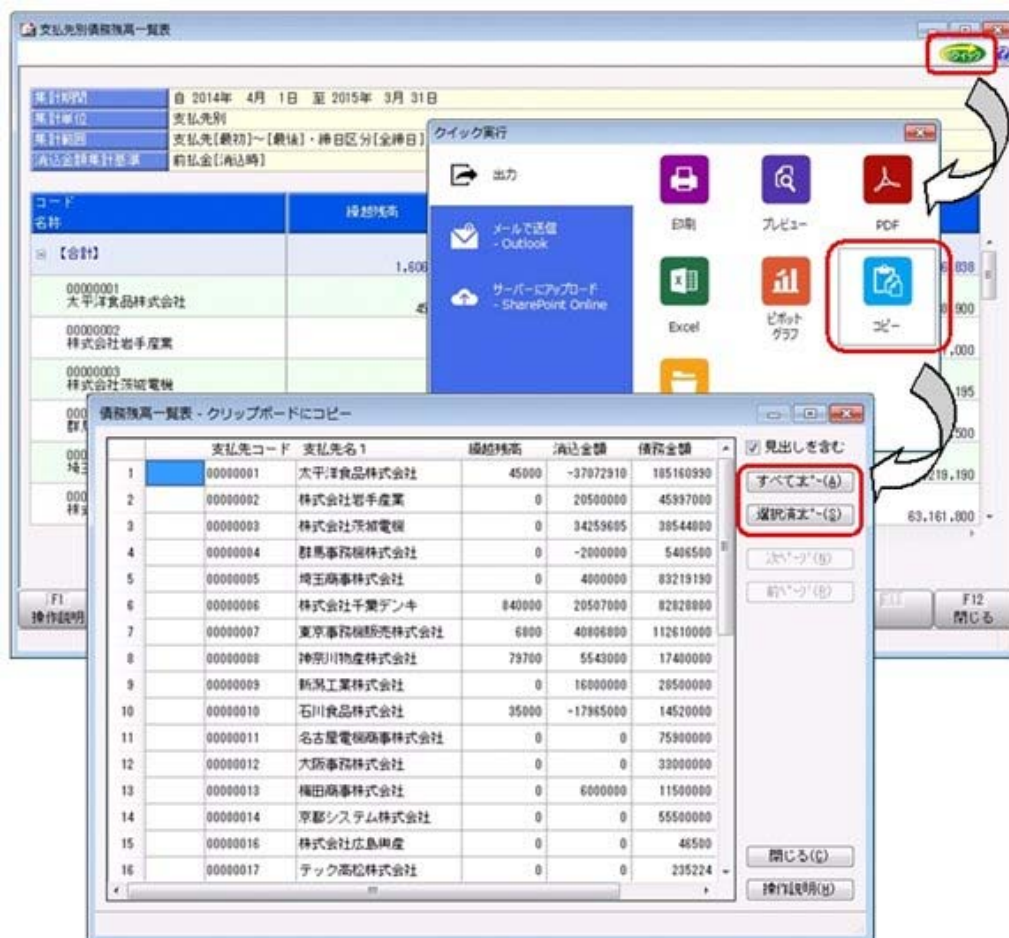 支払先別債務残高一覧表
クイック
集計期間 自 2014年 4月 1日 至 2015年 3月 31日
集計単位 支払先別
集計範囲 支払先[最初]～[最後]・締日区分[全締日]
消込金額集計基準 前払金[消込時]
コード
名称
繰越残高
【合計】
00000001
太平洋食品株式会社
00000002
株式会社岩手産業
00000003
株式会社茨城電機
63,161,800
F1
操作説明
F12
閉じる
クイック実行
出力
メールで送信
- Outlook
サーバーにアップロード
- SharePoint Online
印刷 プレビュー PDF
Excel ピボット
グラフ コピー
債務残高一覧表 - クリップボードにコピー
支払先コード 支払先名1 繰越残高 消込金額 債務金額
1 00000001 太平洋食品株式会社 45000 -37072910 185160990
2 00000002 株式会社岩手産業 0 20500000 45997000
3 00000003 株式会社茨城電機 0 34259605 38544000
4 00000004 群馬事務機株式会社 0 -2000000 5406500
5 00000005 埼玉商事株式会社 0 4000000 83219190
6 00000006 株式会社千葉デンキ 840000 20507000 82828800
7 00000007 東京事務機販売株式会社 6800 40806800 112610000
8 00000008 神奈川物産株式会社 79700 5543000 17400000
9 00000009 新潟工業株式会社 0 16800000 28500000
10 00000010 石川食品株式会社 35000 -17965000 14520000
11 00000011 名古屋電機商事株式会社 0 0 75900000
12 00000012 大阪事務株式会社 0 0 33000000
13 00000013 梅田商事株式会社 0 6000000 11500000
14 00000014 京都システム株式会社 0 0 55500000
15 00000016 株式会社広島興産 0 0 46500
16 00000017 テック高松株式会社 0 0 235224
見出しを含む
すべてｺﾋﾟｰ(A)
選択済ｺﾋﾟｰ(S)
次ﾍﾟｰｼﾞ(N)
前ﾍﾟｰｼﾞ(B)
閉じる(C)
操作説明(H)